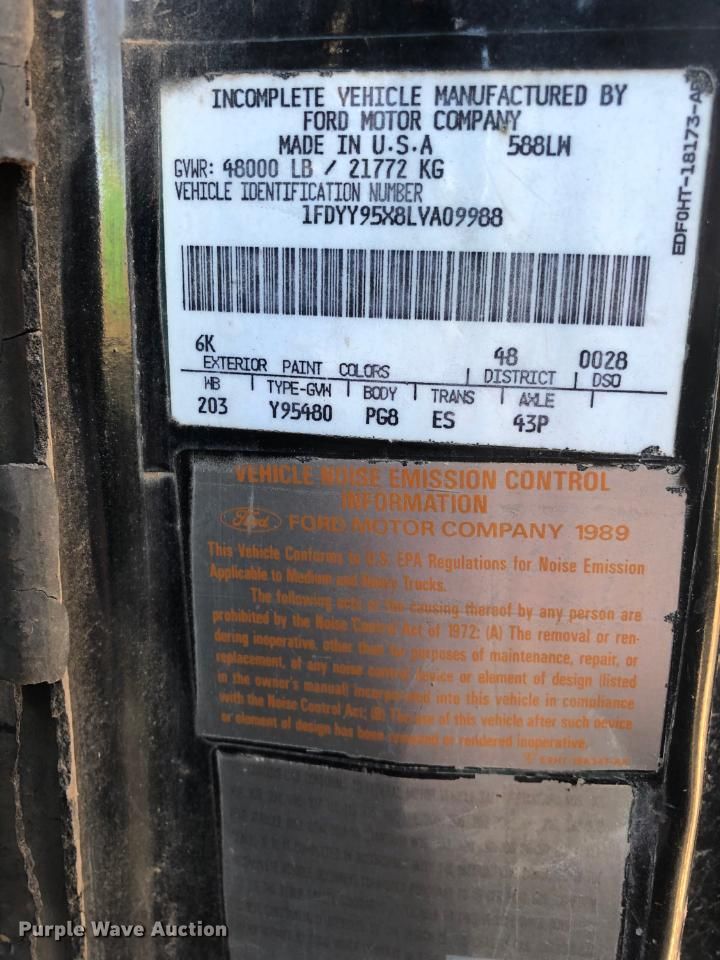 INCOMPLETE VEHICLE MANUFACTURED BY
FORD MOTOR COMPANY
MADE IN U.S.A 588LW
GVWR: 48000 LB / 21772 KG
VEHICLE IDENTIFICATION NUMBER
1FDYY95X8LVA09988
EDF0HT-18173-A
6K 48 0028
EXTERIOR PAINT COLORS DISTRICT DSO
WB TYPE-GVW BODY TRANS AXLE
203 Y95480 PG8 ES 43P
VEHICLE NOISE EMISSION CONTROL
INFORMATION
Ford FORD MOTOR COMPANY 1989
This Vehicle Conforms to U.S. EPA Regulations for Noise Emission
Applicable to Medium and Heavy Trucks.
The following acts or the causing thereof by any person are
prohibited by the Noise Control Act of 1972: (A) The removal or ren-
dering inoperative, other than for purposes of maintenance, repair, or
replacement, of any noise control device or element of design (listed
in the owner's manual) incorporated into this vehicle in compliance
with the Noise Control Act; (B) The use of this vehicle after such device
or element of design has been removed or rendered inoperative.
Purple Wave Auction